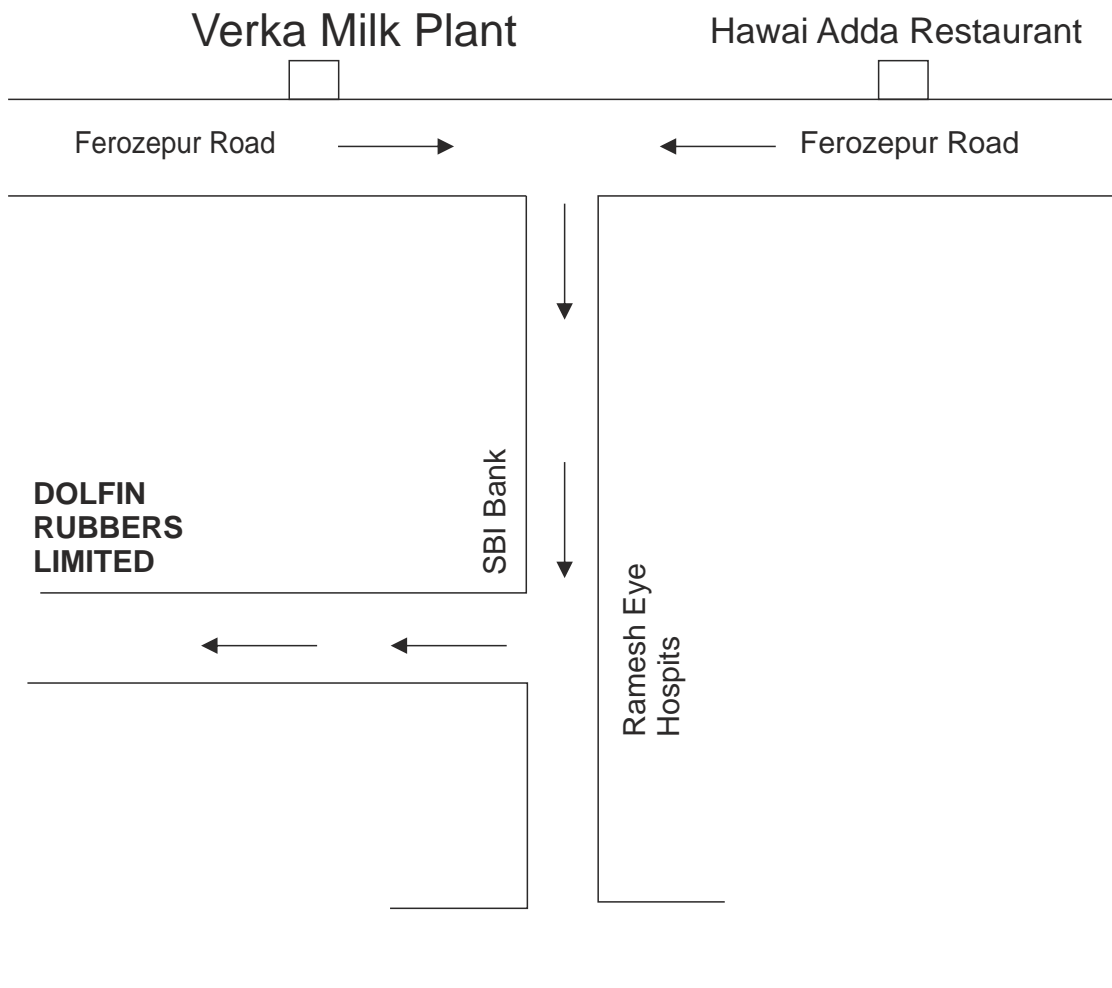 Verka Milk Plant
Hawai Adda Restaurant
Ferozepur Road
Ferozepur Road
DOLFIN
RUBBERS
LIMITED
SBI Bank
Ramesh Eye
Hospits